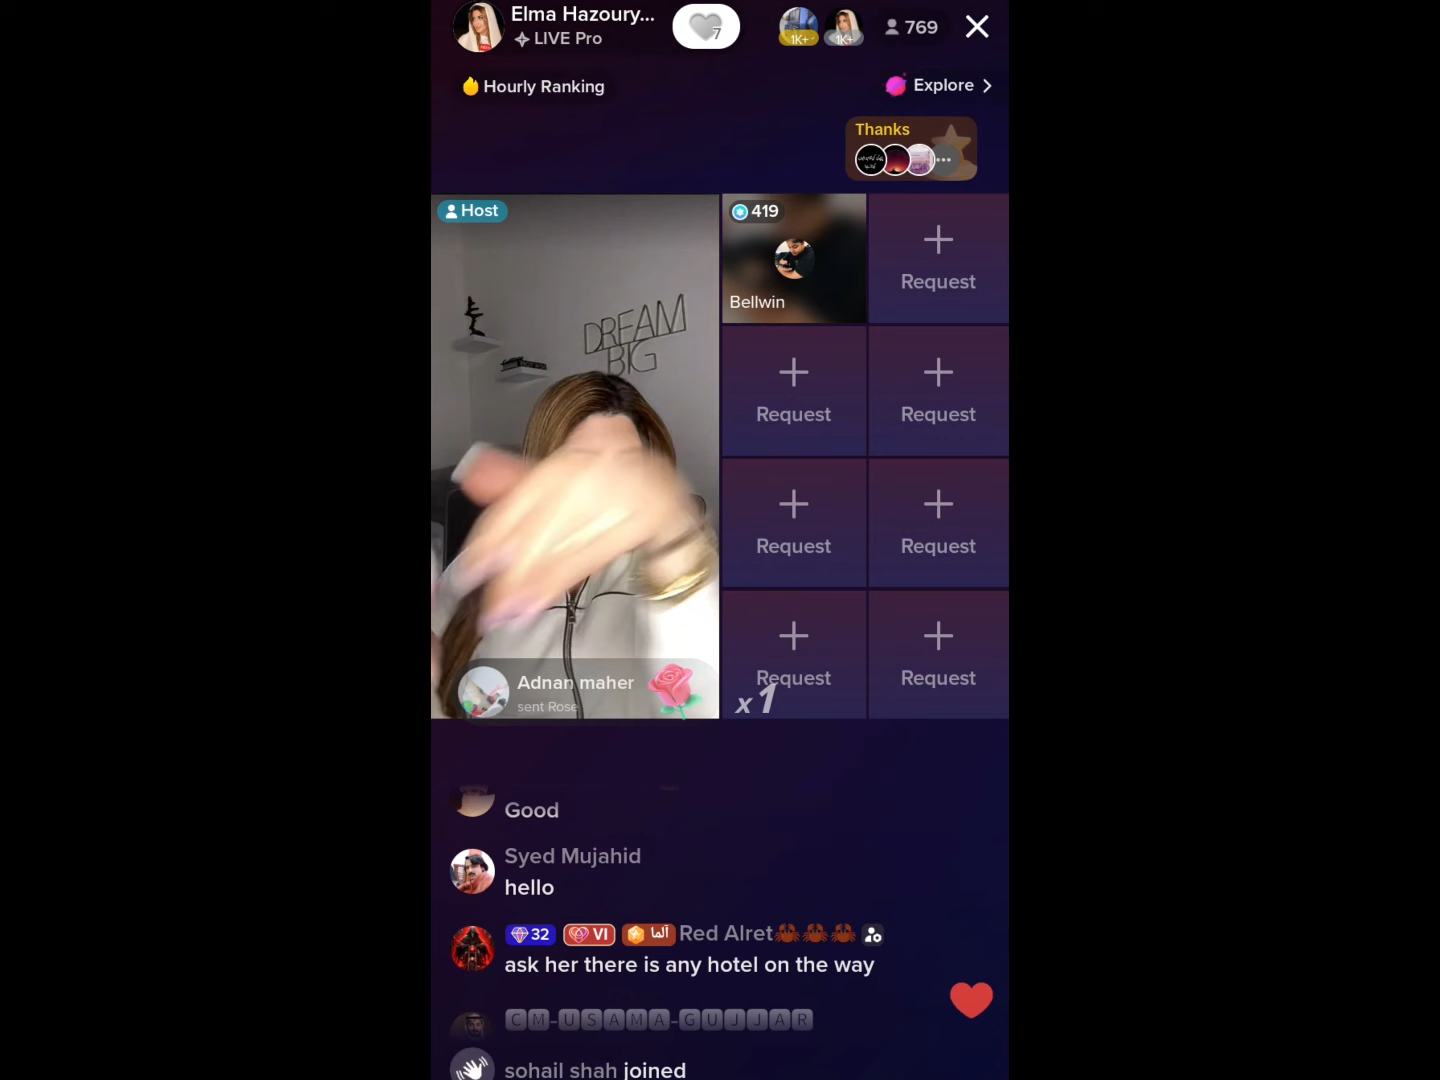 Elma Hazoury...
LIVE Pro
7
1K+
1K+
769
Hourly Ranking
Explore
Thanks
Host
419
Bellwin
Request
DREAM
BIG
Request
Request
Request
Request
Request
Request
Adnan maher
sent Rose
x1
Good
Syed Mujahid
hello
32 VI آلما Red Alret
ask her there is any hotel on the way
CM-USAMA-GUJJAR
sohail shah joined